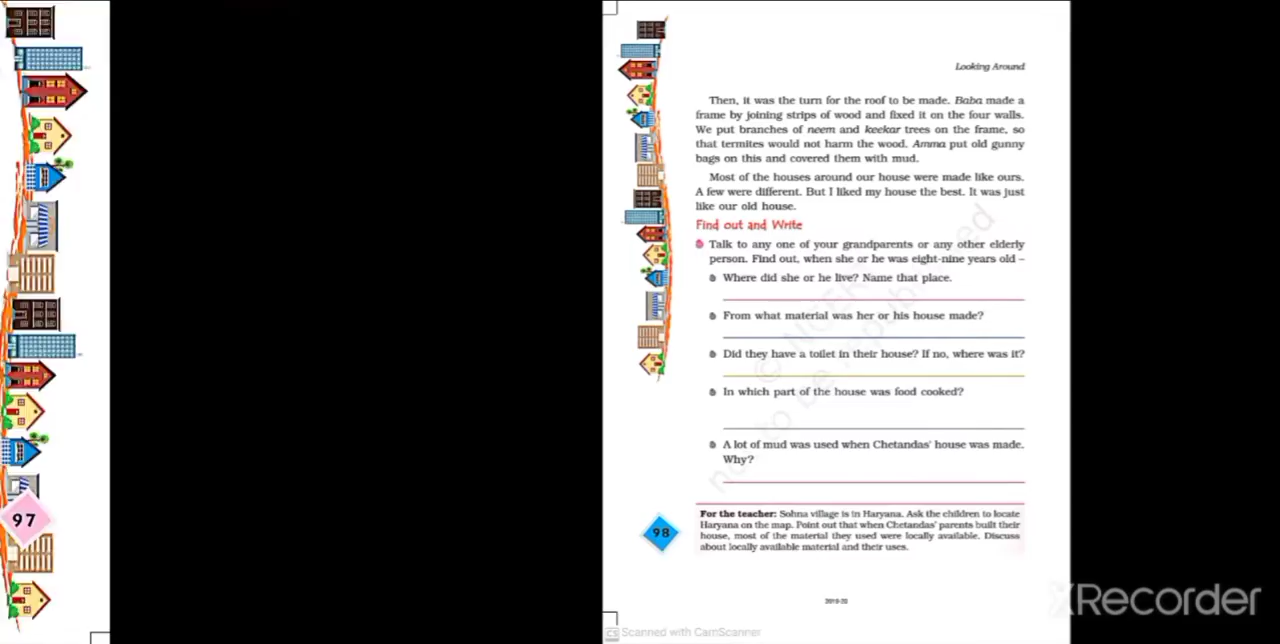 97
Looking Around
Then, it was the turn for the roof to be made. Baba made a
frame by joining strips of wood and fixed it on the four walls.
We put branches of neem and keekar trees on the frame, so
that termites would not harm the wood. Amma put old gunny
bags on this and covered them with mud.
Most of the houses around our house were made like ours.
A few were different. But I liked my house the best. It was just
like our old house.
Find out and Write
Talk to any one of your grandparents or any other elderly
person. Find out, when she or he was eight-nine years old –
Where did she or he live? Name that place.
From what material was her or his house made?
Did they have a toilet in their house? If no, where was it?
In which part of the house was food cooked?
A lot of mud was used when Chetandas' house was made.
Why?
© NCERT
not to be republished
For the teacher: Sohna village is in Haryana. Ask the children to locate
Haryana on the map. Point out that when Chetandas' parents built their
house, most of the material they used were locally available. Discuss
about locally available material and their uses.
98
2019-20
CS Scanned with CamScanner
XRecorder